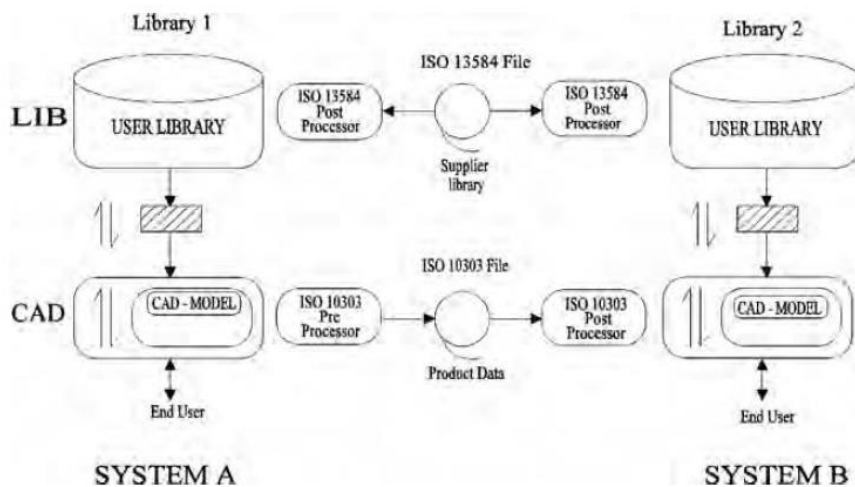 Library 1
Library 2
ISO 13584 File
LIB
USER LIBRARY
ISO 13584
Post
Processor
ISO 13584
Post
Processor
USER LIBRARY
Supplier
library
ISO 10303 File
CAD
CAD - MODEL
ISO 10303
Pre
Processor
ISO 10303
Post
Processor
CAD - MODEL
Product Data
End User
End User
SYSTEM A
SYSTEM B